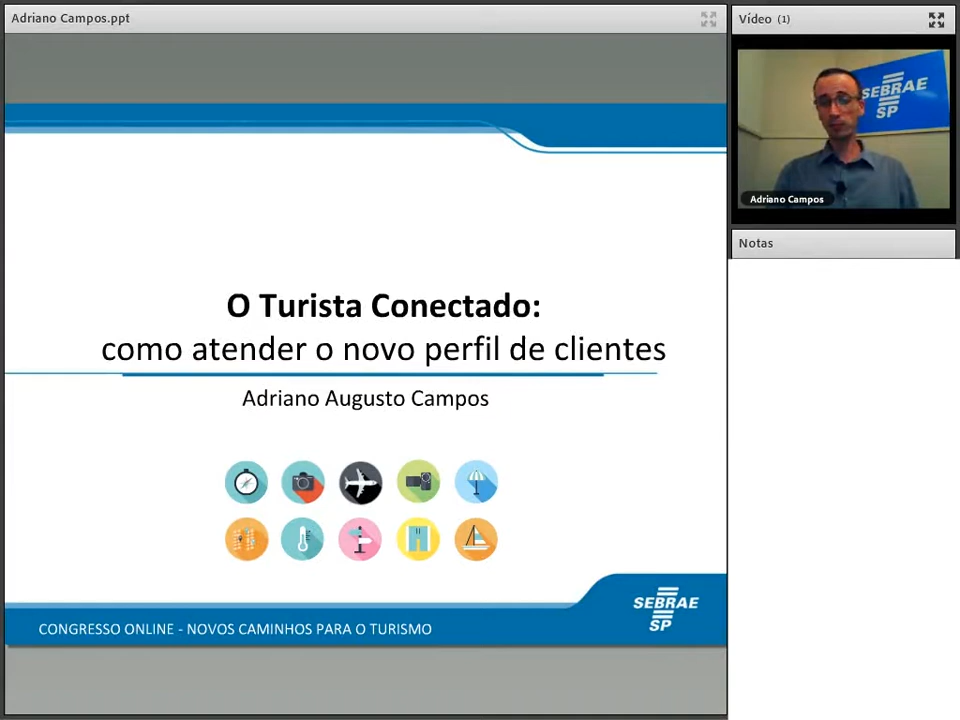 Adriano Campos.ppt
Vídeo (1)
SEBRAE
SP
Adriano Campos
Notas
O Turista Conectado:
como atender o novo perfil de clientes
Adriano Augusto Campos
SEBRAE
SP
CONGRESSO ONLINE - NOVOS CAMINHOS PARA O TURISMO